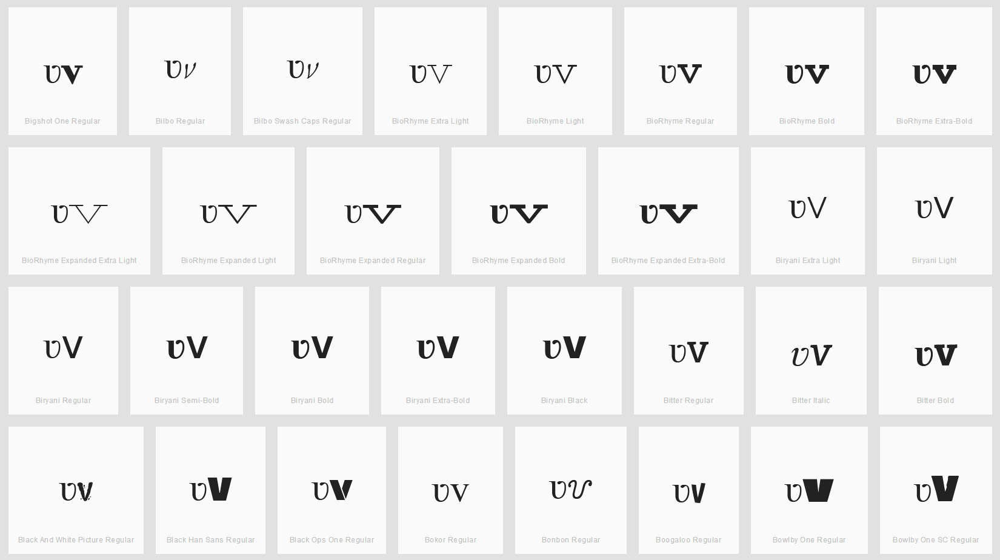 ʋv
Bigshot One Regular
ʋv
Bilbo Regular
ʋv
Bilbo Swash Caps Regular
ʋv
BioRhyme Extra Light
ʋv
BioRhyme Light
ʋv
BioRhyme Regular
ʋv
BioRhyme Bold
ʋv
BioRhyme Extra-Bold
ʋv
BioRhyme Expanded Extra Light
ʋv
BioRhyme Expanded Light
ʋv
BioRhyme Expanded Regular
ʋv
BioRhyme Expanded Bold
ʋv
BioRhyme Expanded Extra-Bold
ʋv
Biryani Extra Light
ʋv
Biryani Light
ʋv
Biryani Regular
ʋv
Biryani Semi-Bold
ʋv
Biryani Bold
ʋv
Biryani Extra-Bold
ʋv
Biryani Black
ʋv
Bitter Regular
ʋv
Bitter Italic
ʋv
Bitter Bold
ʋv
Black And White Picture Regular
ʋv
Black Han Sans Regular
ʋv
Black Ops One Regular
ʋv
Bokor Regular
ʋv
Bonbon Regular
ʋv
Boogaloo Regular
ʋv
Bowlby One Regular
ʋv
Bowlby One SC Regular